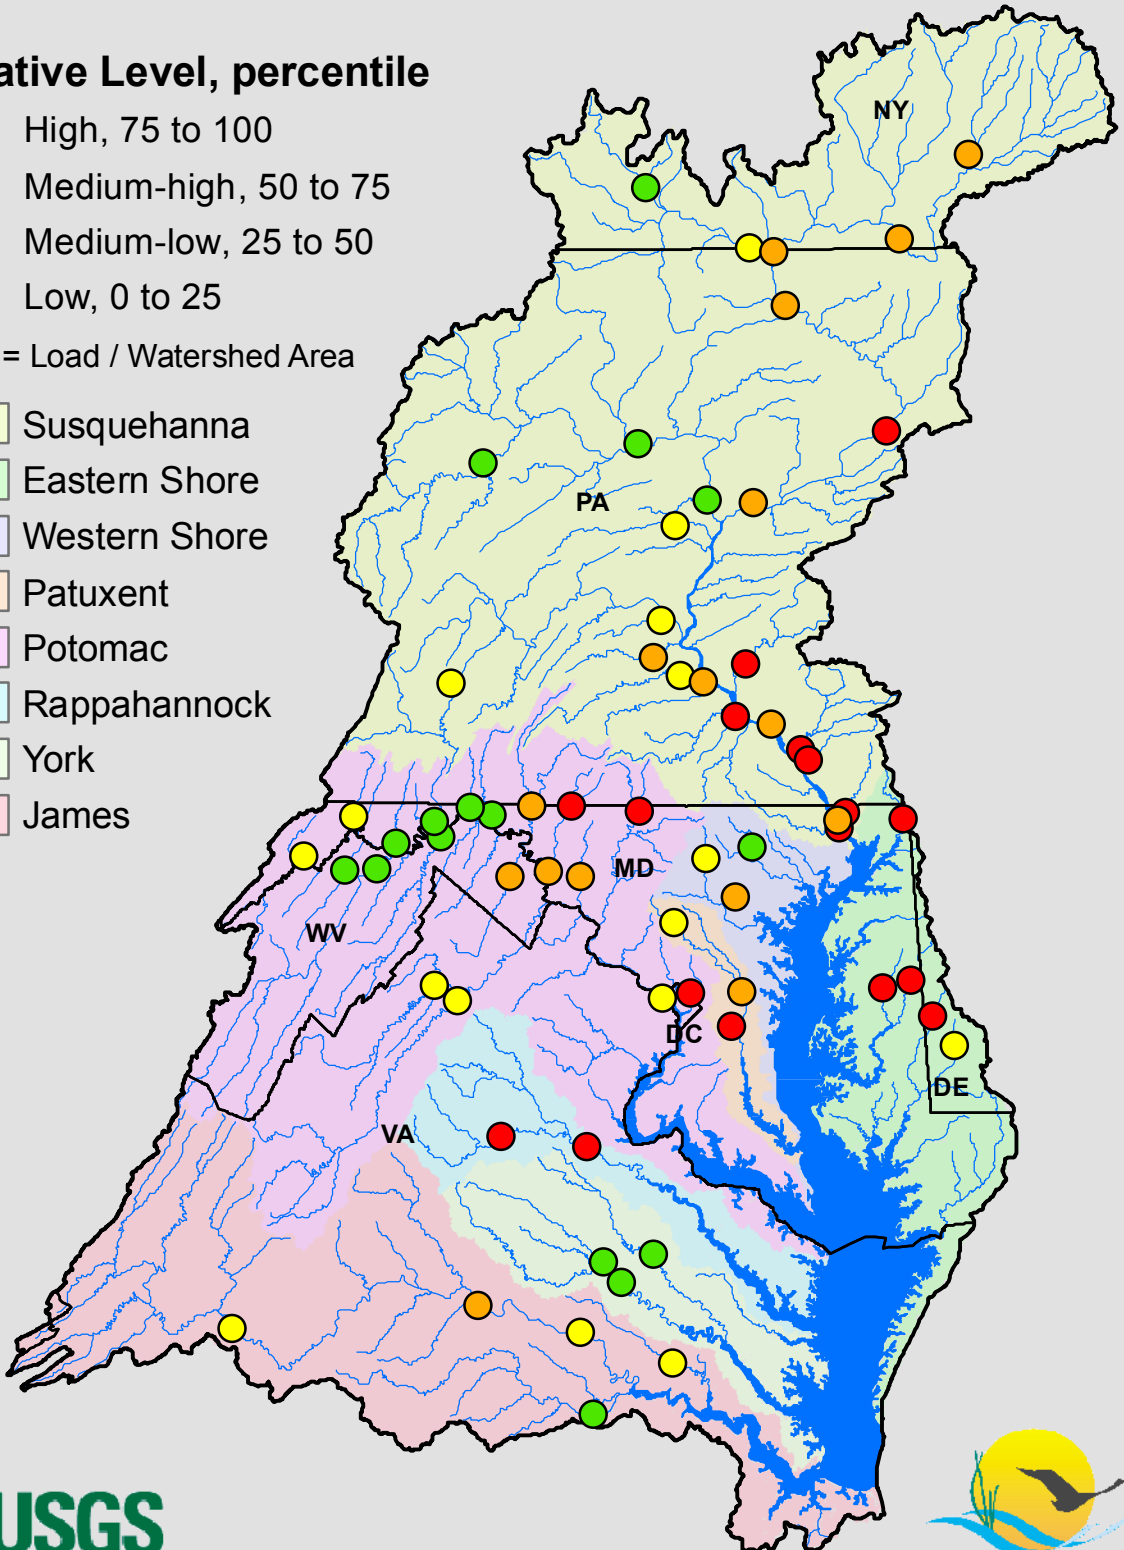 ative Level, percentile
High, 75 to 100
Medium-high, 50 to 75
Medium-low, 25 to 50
Low, 0 to 25
= Load / Watershed Area
Susquehanna
Eastern Shore
Western Shore
Patuxent
Potomac
Rappahannock
York
James
NY
PA
MD
WV
DC
DE
VA
USGS